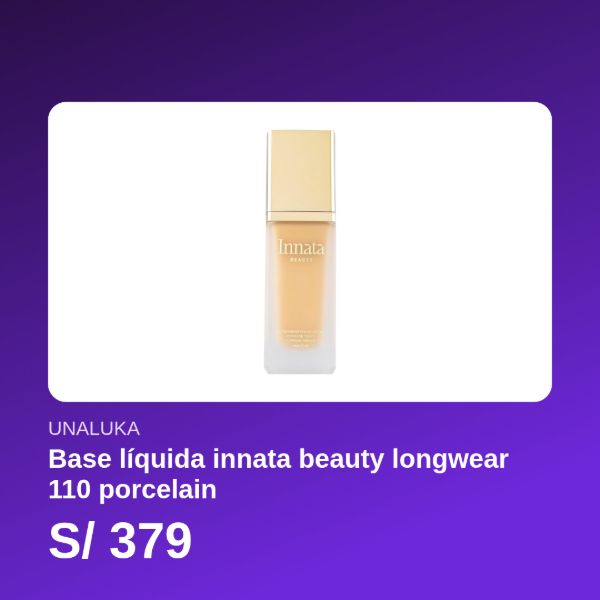 Innata
BEAUTY
UNALUKA
Base líquida innata beauty longwear
110 porcelain
S/ 379